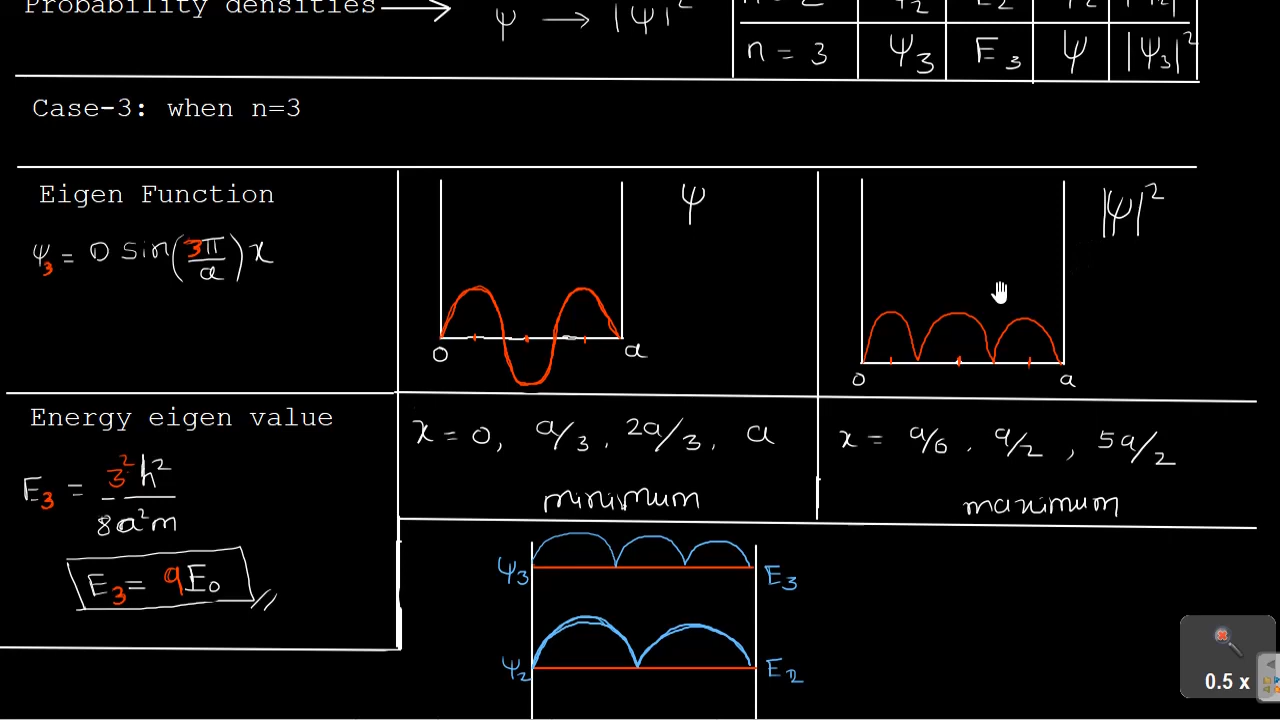 Probability densities → ψ → |ψ|²
n = 3 ψ₃ E₃ ψ |ψ₃|²
Case-3: when n=3
Eigen Function
ψ₃ = D sin(3π/a)x
ψ
0 a
|ψ|²
0 a
Energy eigen value
E₃ = 3²h²/8a²m
E₃ = 9E₀
x = 0, a/3, 2a/3, a
minimum
x = a/6, a/2, 5a/2
maximum
ψ₃ E₃
ψ₂ E₂
0.5 x